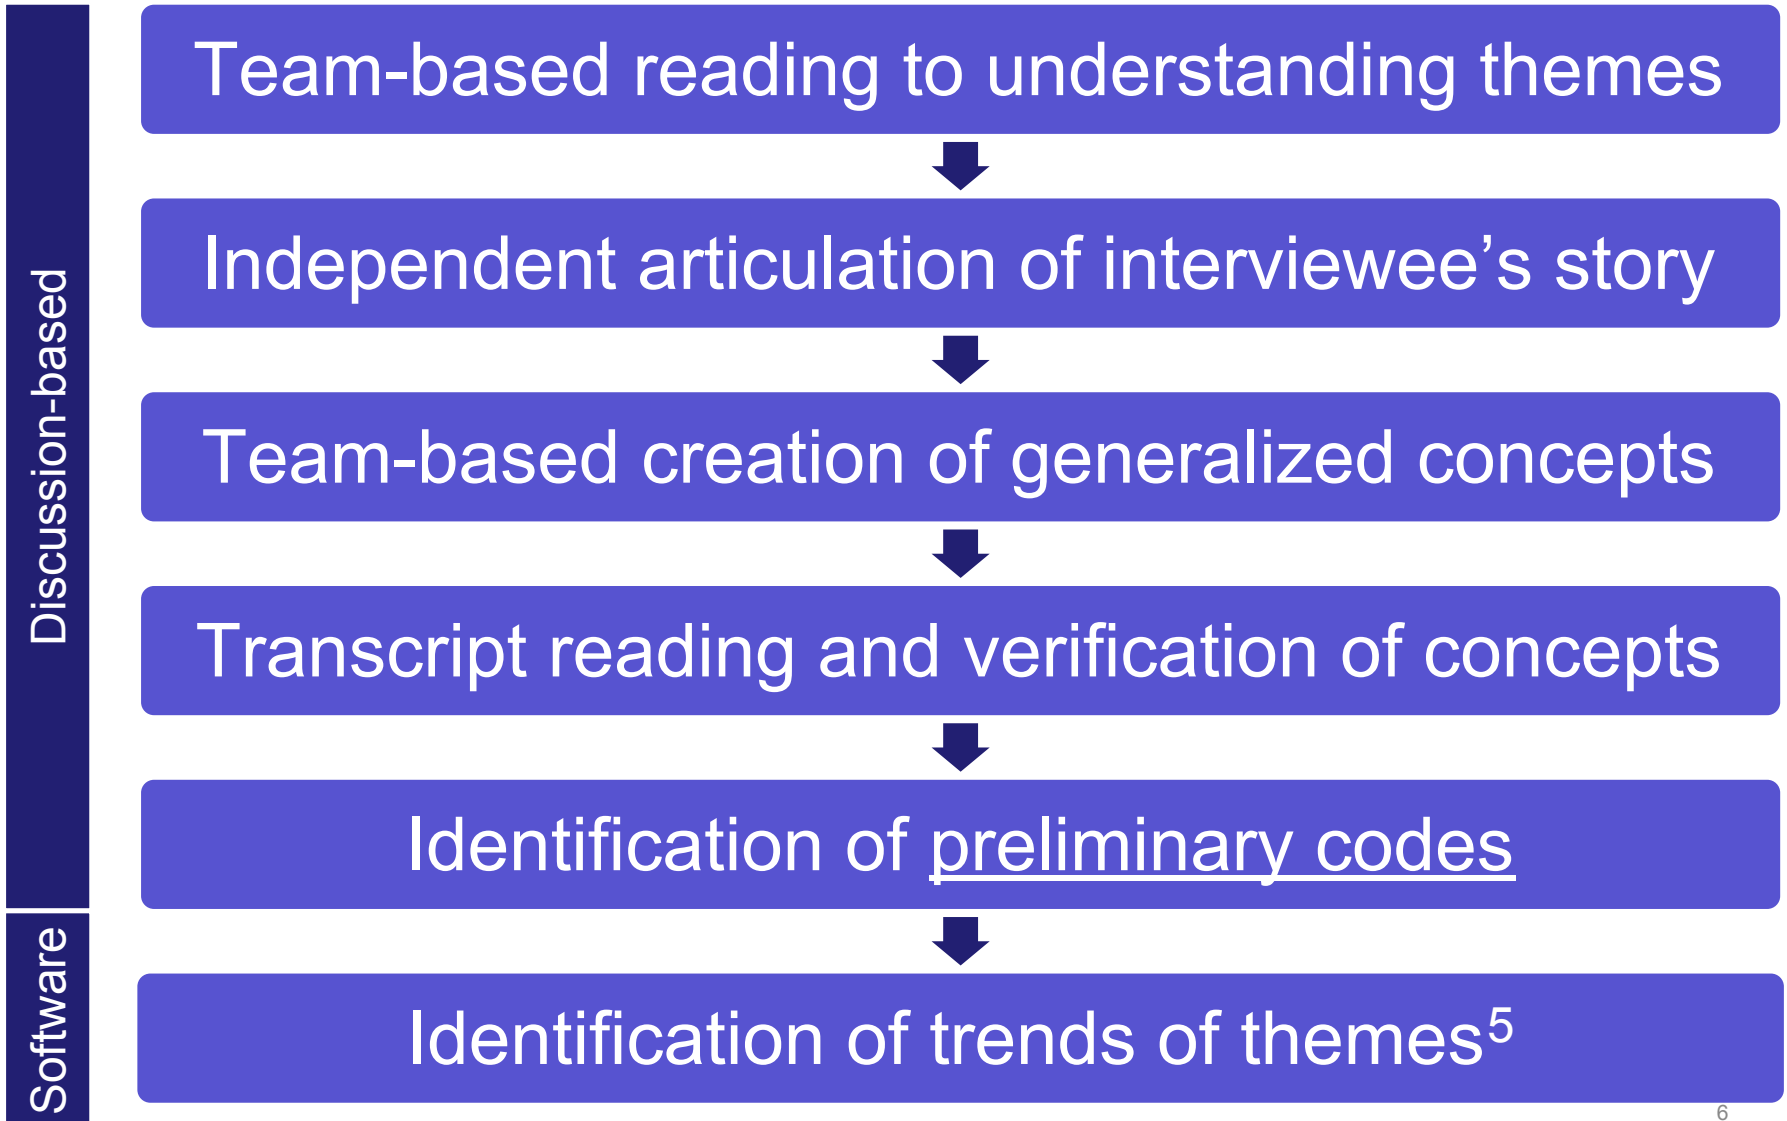 Discussion-based
Team-based reading to understanding themes
Independent articulation of interviewee’s story
Team-based creation of generalized concepts
Transcript reading and verification of concepts
Identification of preliminary codes
Software
Identification of trends of themes⁵
6